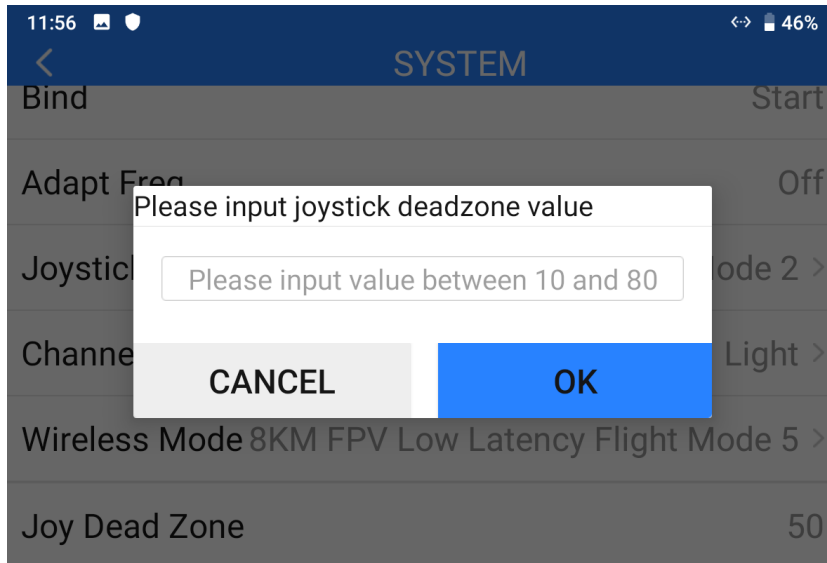 11:56 46%
SYSTEM
Bind Start
Adapt Freq Off
Please input joystick deadzone value
Joystic ode 2
Please input value between 10 and 80
Channe Light
CANCEL OK
Wireless Mode 8KM FPV Low Latency Flight Mode 5
Joy Dead Zone 50